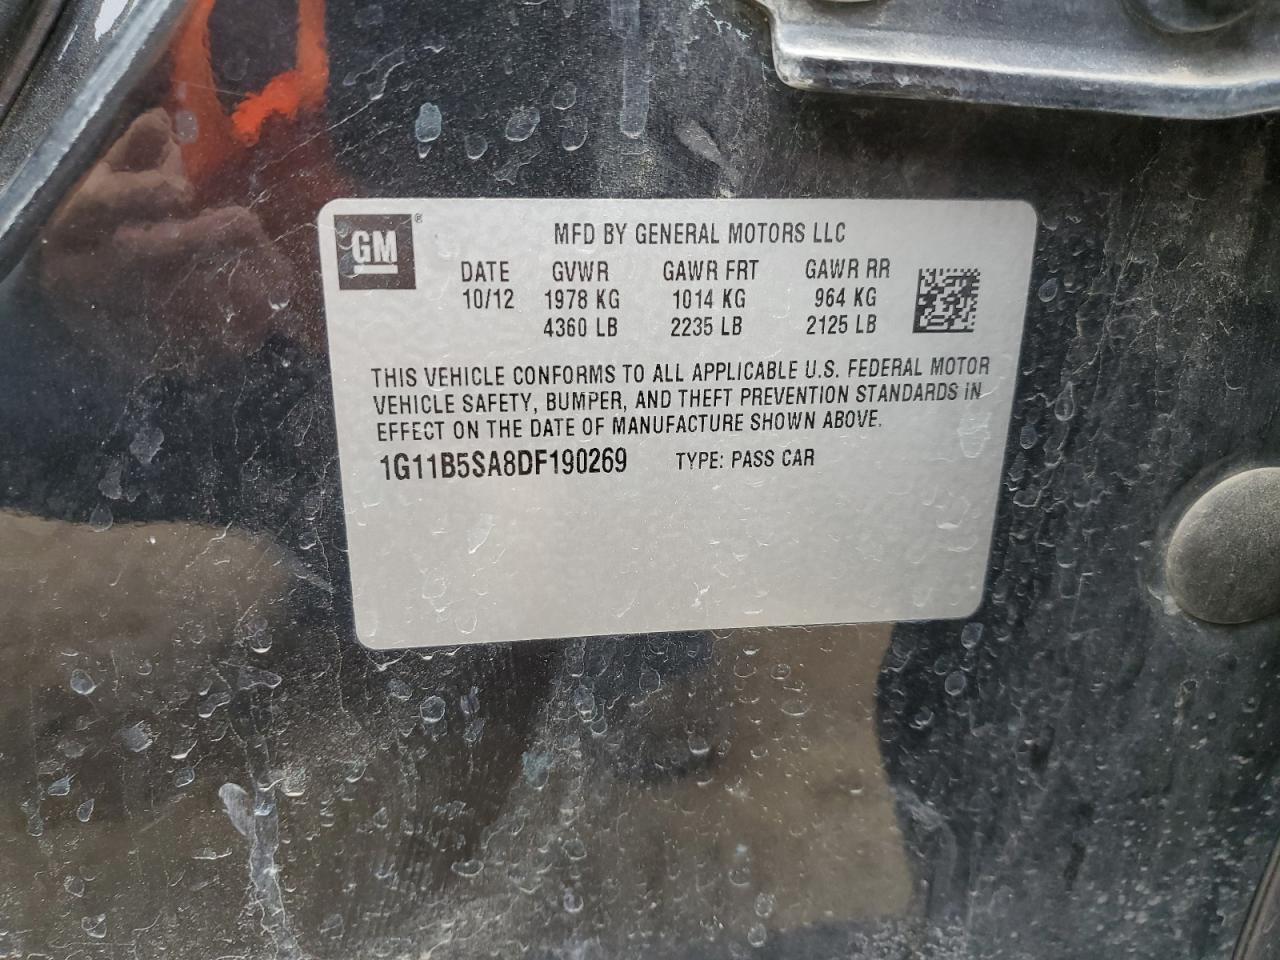 GM®
MFD BY GENERAL MOTORS LLC
DATE GVWR GAWR FRT GAWR RR
10/12 1978 KG 1014 KG 964 KG
4360 LB 2235 LB 2125 LB
THIS VEHICLE CONFORMS TO ALL APPLICABLE U.S. FEDERAL MOTOR
VEHICLE SAFETY, BUMPER, AND THEFT PREVENTION STANDARDS IN
EFFECT ON THE DATE OF MANUFACTURE SHOWN ABOVE.
1G11B5SA8DF190269 TYPE: PASS CAR